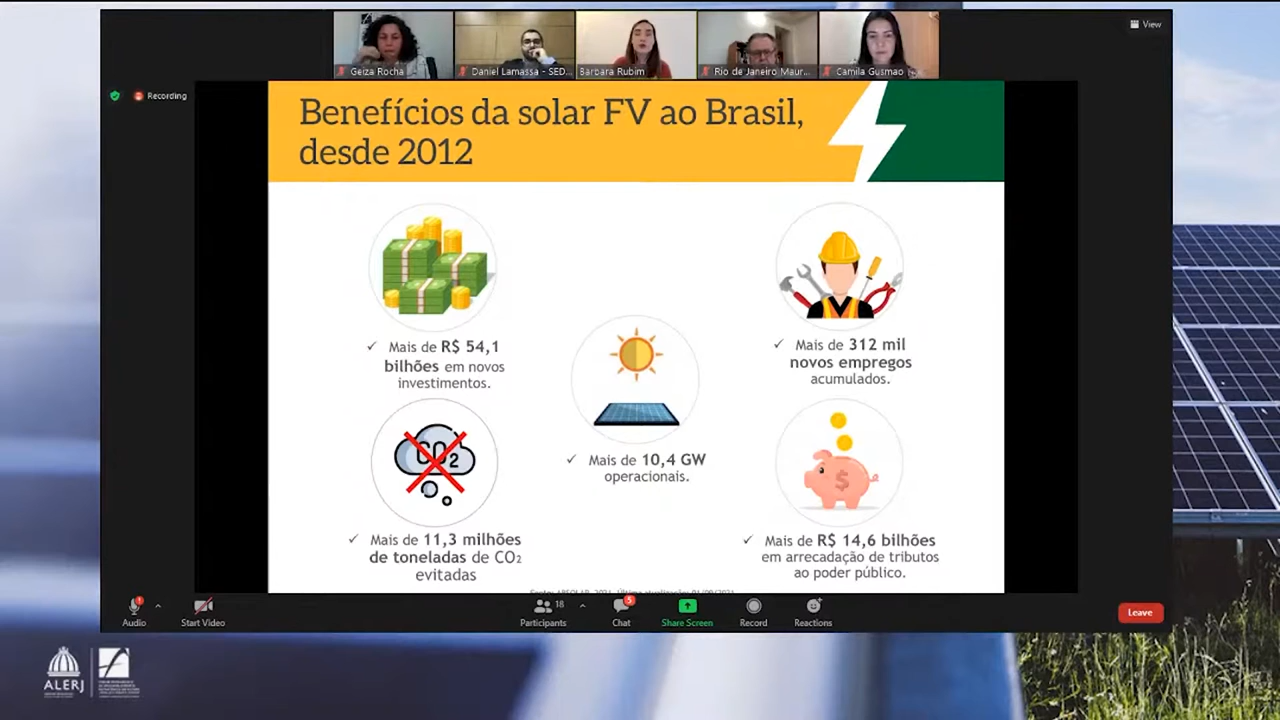 View
Geiza Rocha
Daniel Lamassa - SED...
Bárbara Rubim
Rio de Janeiro Maur...
Camila Gusmão
Recording
Benefícios da solar FV ao Brasil,
desde 2012
✓ Mais de R$ 54,1
bilhões em novos
investimentos.
✓ Mais de 312 mil
novos empregos
acumulados.
✓ Mais de 10,4 GW
operacionais.
CO2
$
✓ Mais de 11,3 milhões
de toneladas de CO2
evitadas
✓ Mais de R$ 14,6 bilhões
em arrecadação de tributos
ao poder público.
Audio
Start Video
Participants
18
Chat
5
Share Screen
Record
Reactions
Leave
ALERJ